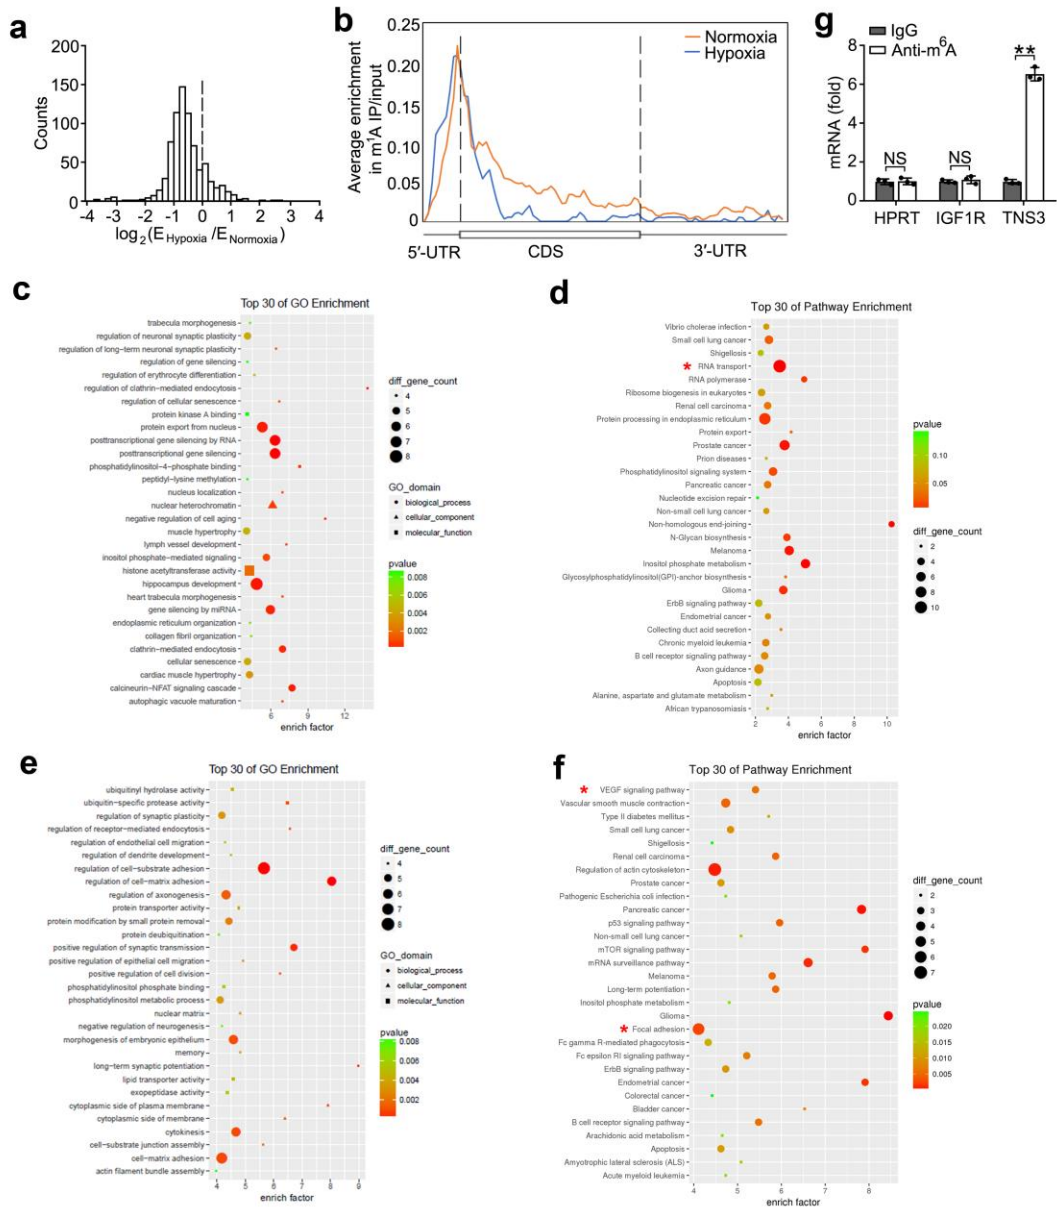 a
200
150
100
50
0
Counts
-4 -3 -2 -1 0 1 2 3 4
log2(EHypoxia /ENormoxia)
b
0.25
0.20
0.15
0.10
0.05
0
Average enrichment
in m1A IP/input
Normoxia
Hypoxia
5′-UTR CDS 3′-UTR
g
IgG
Anti-m6A
8
6
4
2
0
mRNA (fold)
NS NS **
HPRT IGF1R TNS3
c
Top 30 of GO Enrichment
trabecula morphogenesis
regulation of neuronal synaptic plasticity
regulation of long−term neuronal synaptic plasticity
regulation of gene silencing
regulation of erythrocyte differentiation
regulation of clathrin−mediated endocytosis
regulation of cellular senescence
protein kinase A binding
protein export from nucleus
posttranscriptional gene silencing by RNA
posttranscriptional gene silencing
phosphatidylinositol−4−phosphate binding
peptidyl−lysine methylation
nucleus localization
nuclear heterochromatin
negative regulation of cell aging
muscle hypertrophy
lymph vessel development
inositol phosphate−mediated signaling
histone acetyltransferase activity
hippocampus development
heart trabecula morphogenesis
gene silencing by miRNA
endoplasmic reticulum organization
collagen fibril organization
clathrin−mediated endocytosis
cellular senescence
cardiac muscle hypertrophy
calcineurin−NFAT signaling cascade
autophagic vacuole maturation
6 9 12
enrich factor
diff_gene_count
4
5
6
7
8
GO_domain
biological_process
cellular_component
molecular_function
pvalue
0.008
0.006
0.004
0.002
d
Top 30 of Pathway Enrichment
Vibrio cholerae infection
Small cell lung cancer
Shigellosis
* RNA transport
RNA polymerase
Ribosome biogenesis in eukaryotes
Renal cell carcinoma
Protein processing in endoplasmic reticulum
Protein export
Prostate cancer
Prion diseases
Phosphatidylinositol signaling system
Pancreatic cancer
Nucleotide excision repair
Non−small cell lung cancer
Non−homologous end−joining
N−Glycan biosynthesis
Melanoma
Inositol phosphate metabolism
Glycosylphosphatidylinositol(GPI)−anchor biosynthesis
Glioma
ErbB signaling pathway
Endometrial cancer
Collecting duct acid secretion
Chronic myeloid leukemia
B cell receptor signaling pathway
Axon guidance
Apoptosis
Alanine, aspartate and glutamate metabolism
African trypanosomiasis
2 4 6 8 10
enrich factor
pvalue
0.10
0.05
diff_gene_count
2
4
6
8
10
e
Top 30 of GO Enrichment
ubiquitinyl hydrolase activity
ubiquitin−specific protease activity
regulation of synaptic plasticity
regulation of receptor−mediated endocytosis
regulation of endothelial cell migration
regulation of dendrite development
regulation of cell−substrate adhesion
regulation of cell−matrix adhesion
regulation of axonogenesis
protein transporter activity
protein modification by small protein removal
protein deubiquitination
positive regulation of synaptic transmission
positive regulation of epithelial cell migration
positive regulation of cell division
phosphatidylinositol phosphate binding
phosphatidylinositol metabolic process
nuclear matrix
negative regulation of neurogenesis
morphogenesis of embryonic epithelium
memory
long−term synaptic potentiation
lipid transporter activity
exopeptidase activity
cytoplasmic side of plasma membrane
cytoplasmic side of membrane
cytokinesis
cell−substrate junction assembly
cell−matrix adhesion
actin filament bundle assembly
4 5 6 7 8 9
enrich factor
diff_gene_count
4
5
6
7
8
GO_domain
biological_process
cellular_component
molecular_function
pvalue
0.008
0.006
0.004
0.002
f
Top 30 of Pathway Enrichment
* VEGF signaling pathway
Vascular smooth muscle contraction
Type II diabetes mellitus
Small cell lung cancer
Shigellosis
Renal cell carcinoma
Regulation of actin cytoskeleton
Prostate cancer
Pathogenic Escherichia coli infection
Pancreatic cancer
p53 signaling pathway
Non−small cell lung cancer
mTOR signaling pathway
mRNA surveillance pathway
Melanoma
Long−term potentiation
Inositol phosphate metabolism
Glioma
* Focal adhesion
Fc gamma R−mediated phagocytosis
Fc epsilon RI signaling pathway
ErbB signaling pathway
Endometrial cancer
Colorectal cancer
Bladder cancer
B cell receptor signaling pathway
Arachidonic acid metabolism
Apoptosis
Amyotrophic lateral sclerosis (ALS)
Acute myeloid leukemia
4 5 6 7 8
enrich factor
diff_gene_count
2
3
4
5
6
7
pvalue
0.020
0.015
0.010
0.005